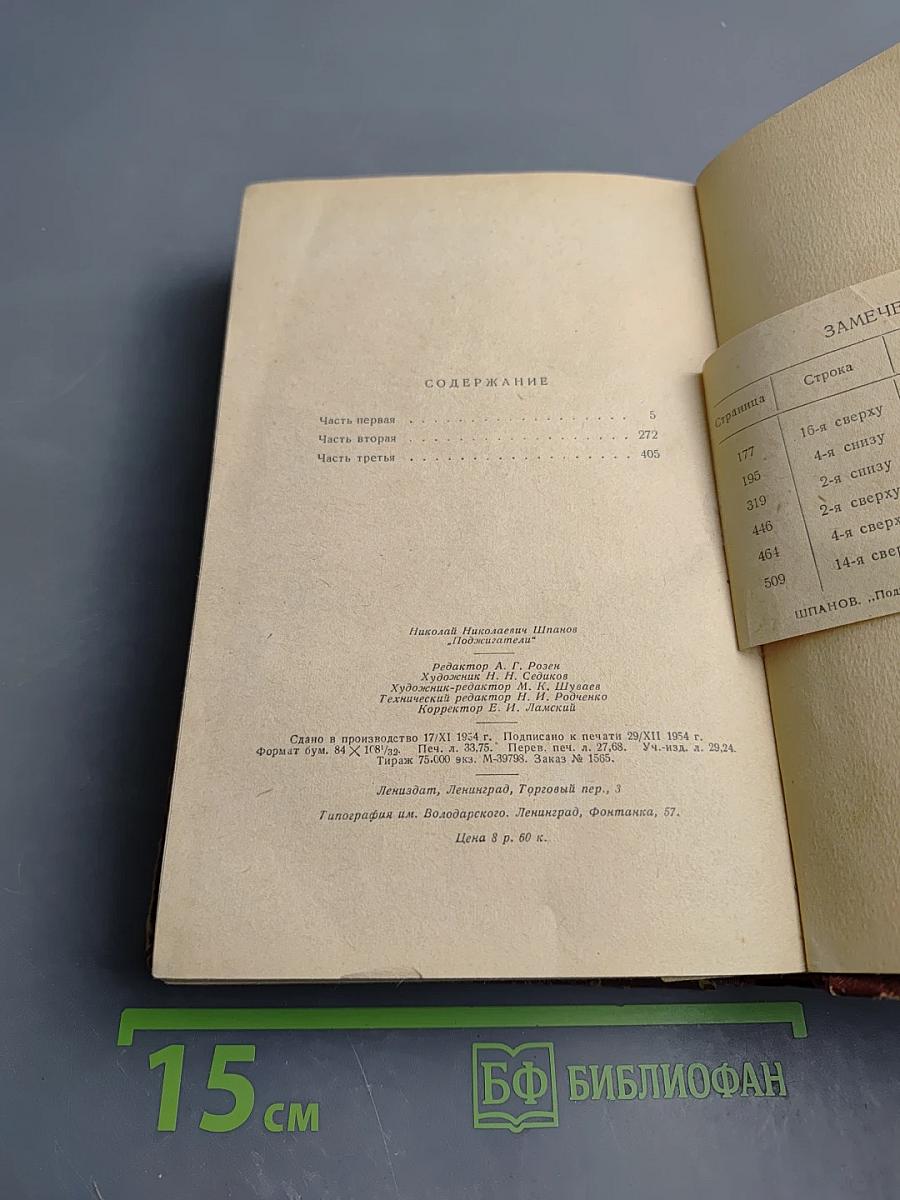 СОДЕРЖАНИЕ
Часть первая . . . . . . . . . . . . . . . . . . 5
Часть вторая . . . . . . . . . . . . . . . . . . 272
Часть третья . . . . . . . . . . . . . . . . . . 405
Николай Николаевич Шпанов
„Поджигатели“
Редактор А. Г. Розен
Художник Н. Н. Седиков
Художник-редактор М. К. Шуваев
Технический редактор Н. И. Родченко
Корректор Е. И. Ламский
Сдано в производство 17/XI 1954 г. Подписано к печати 29/XII 1954 г.
Формат бум. 84 × 108¹/₃₂. Печ. л. 33,75. Перев. печ. л. 27,68. Уч.-изд. л. 29,24.
Тираж 75.000 экз. М-39798. Заказ № 1565.
Лениздат, Ленинград, Торговый пер., 3
Типография им. Володарского. Ленинград, Фонтанка, 57.
Цена 8 р. 60 к.
ЗАМЕЧЕ
Страница Строка
177 16-я сверху
195 4-я снизу
319 2-я снизу
446 2-я сверху
464 4-я сверх
509 14-я свер
ШПАНОВ. „Под
15 см
БФ БИБЛИОФАН